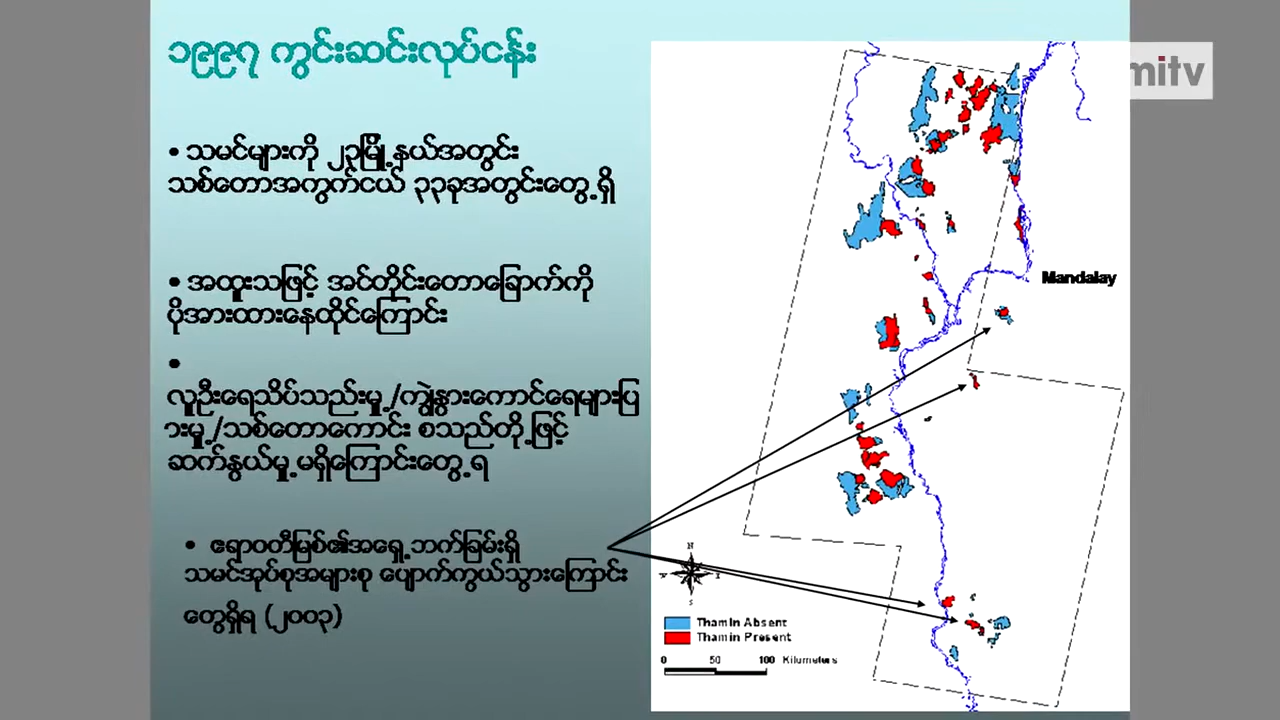 ၁၉၉၇ ကွင်းဆင်းလုပ်ငန်း
mitv
• သမင်များကို ၂၃မြို့နယ်အတွင်း
သစ်တောအကွက်ငယ် ၃၃ခုအတွင်းတွေ့ရှိ
• အထူးသဖြင့် အင်တိုင်းတောခြောက်ကို
ပိုအားထားနေထိုင်ကြောင်း
•
လူဦးရေသိပ်သည်းမှု့/ကျွဲနွားကောင်ရေများပြ
ားမှု့/သစ်တောကောင်း စသည်တို့ဖြင့်
ဆက်နွယ်မှု့မရှိကြောင်းတွေ့ရ
• ဧရာဝတီမြစ်၏အရှေ့ဘက်ခြမ်းရှိ
သမင်အုပ်စုအများစု ပျောက်ကွယ်သွားကြောင်း
တွေ့ရှိရ (၂၀၀၃)
Mandalay
N
S
Thamin Absent
Thamin Present
0 50 100 Kilometers